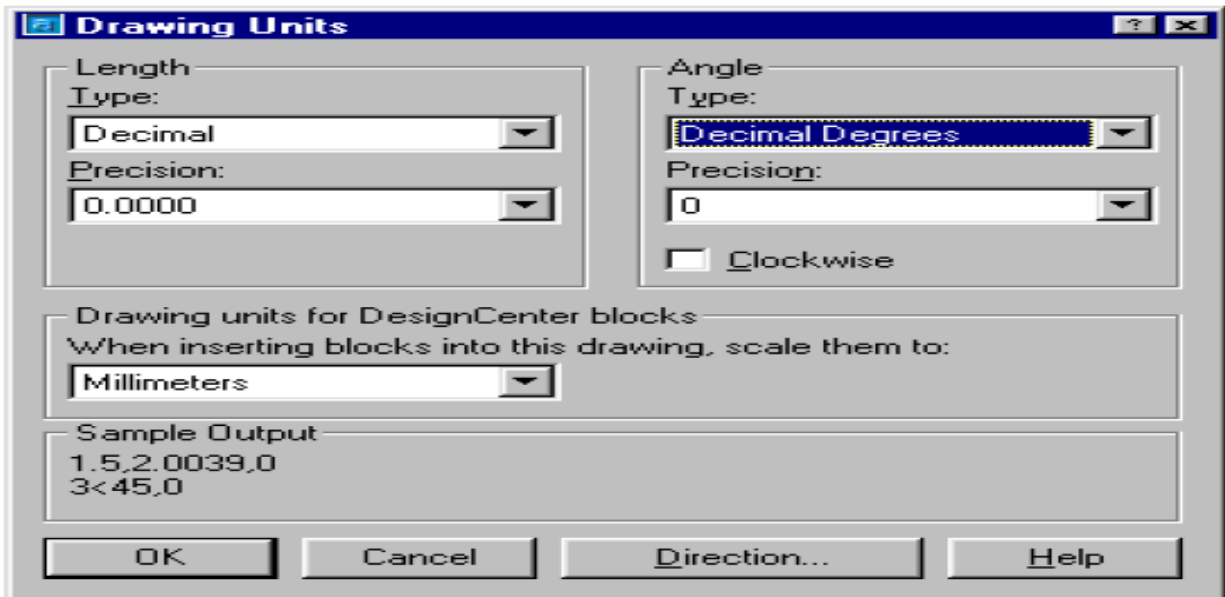 Drawing Units
Length
Type:
Decimal
Precision:
0.0000
Angle
Type:
Decimal Degrees
Precision:
0
Clockwise
Drawing units for DesignCenter blocks
When inserting blocks into this drawing, scale them to:
Millimeters
Sample Output
1.5,2.0039,0
3<45,0
OK Cancel Direction... Help